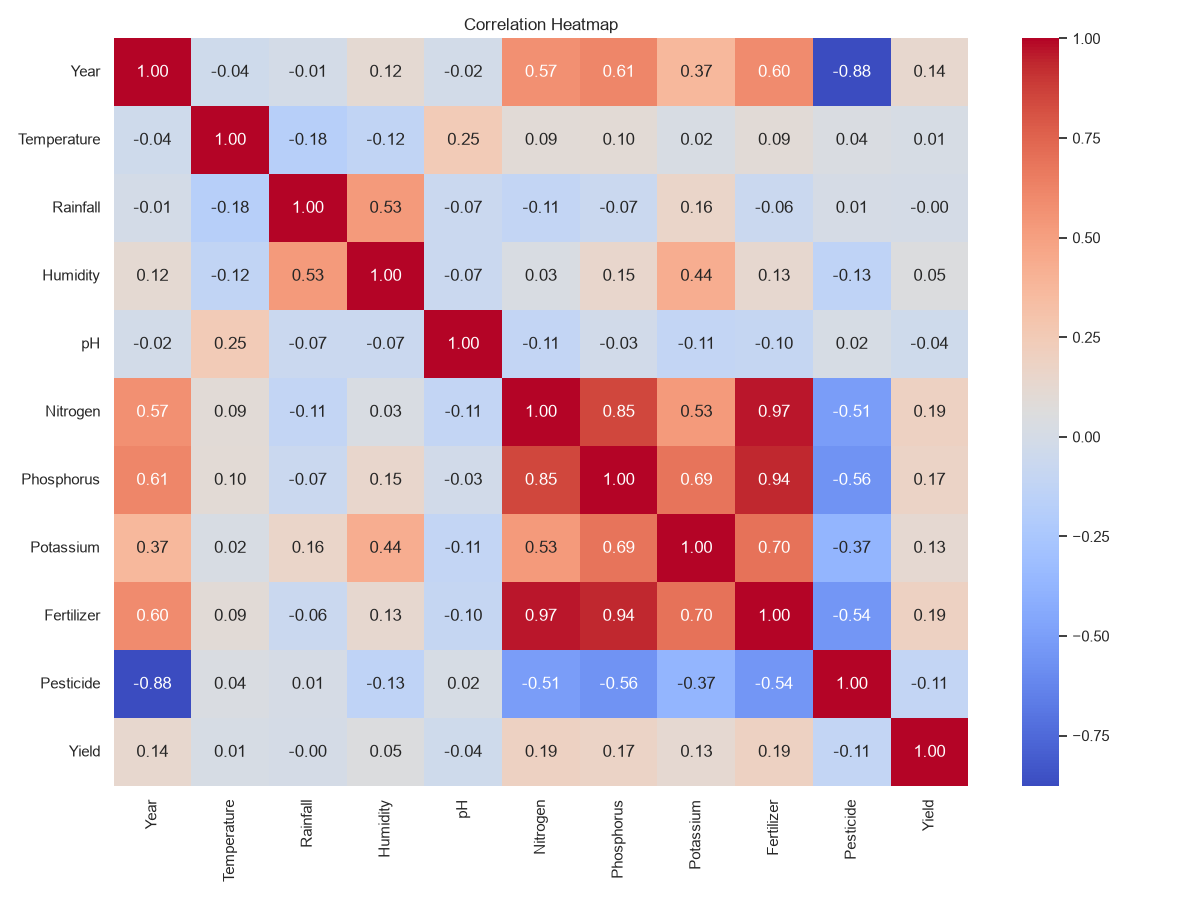 Correlation Heatmap
Year 1.00 -0.04 -0.01 0.12 -0.02 0.57 0.61 0.37 0.60 -0.88 0.14
Temperature -0.04 1.00 -0.18 -0.12 0.25 0.09 0.10 0.02 0.09 0.04 0.01
Rainfall -0.01 -0.18 1.00 0.53 -0.07 -0.11 -0.07 0.16 -0.06 0.01 -0.00
Humidity 0.12 -0.12 0.53 1.00 -0.07 0.03 0.15 0.44 0.13 -0.13 0.05
pH -0.02 0.25 -0.07 -0.07 1.00 -0.11 -0.03 -0.11 -0.10 0.02 -0.04
Nitrogen 0.57 0.09 -0.11 0.03 -0.11 1.00 0.85 0.53 0.97 -0.51 0.19
Phosphorus 0.61 0.10 -0.07 0.15 -0.03 0.85 1.00 0.69 0.94 -0.56 0.17
Potassium 0.37 0.02 0.16 0.44 -0.11 0.53 0.69 1.00 0.70 -0.37 0.13
Fertilizer 0.60 0.09 -0.06 0.13 -0.10 0.97 0.94 0.70 1.00 -0.54 0.19
Pesticide -0.88 0.04 0.01 -0.13 0.02 -0.51 -0.56 -0.37 -0.54 1.00 -0.11
Yield 0.14 0.01 -0.00 0.05 -0.04 0.19 0.17 0.13 0.19 -0.11 1.00
Year Temperature Rainfall Humidity pH Nitrogen Phosphorus Potassium Fertilizer Pesticide Yield
1.00
0.75
0.50
0.25
0.00
−0.25
−0.50
−0.75